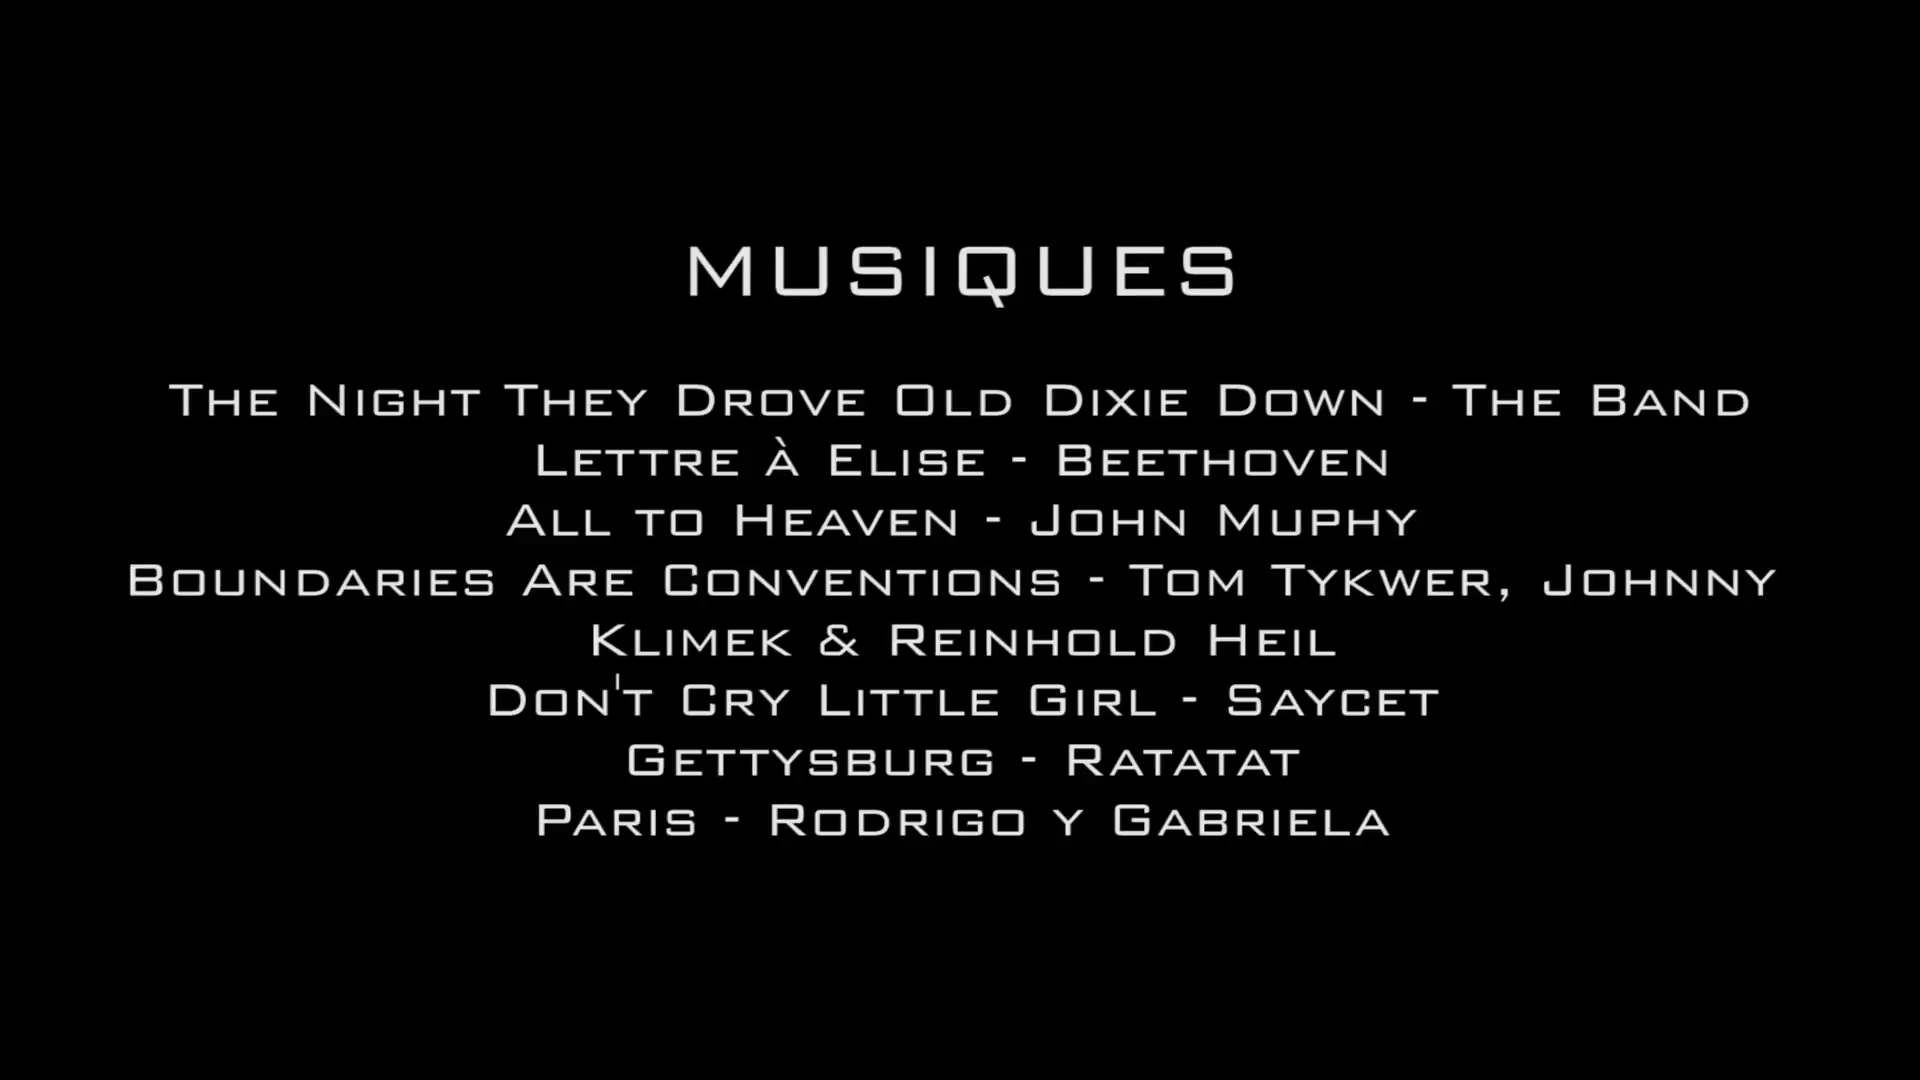 MUSIQUES
The Night They Drove Old Dixie Down - The Band
Lettre à Elise - Beethoven
All to Heaven - John Muphy
Boundaries Are Conventions - Tom Tykwer, Johnny
Klimek & Reinhold Heil
Don't Cry Little Girl - Saycet
Gettysburg - Ratatat
Paris - Rodrigo y Gabriela